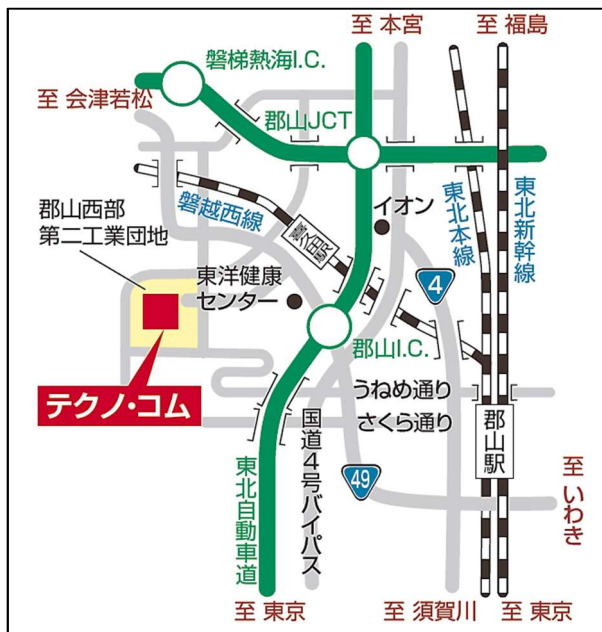 至 本宮
至 福島
磐梯熱海I.C.
至 会津若松
郡山JCT
東北本線
東北新幹線
磐越西線
イオン
郡山西部
第二工業団地
喜久田駅
東洋健康
センター
4
郡山I.C.
うねめ通り
テクノ・コム
さくら通り
郡山駅
国道4号バイパス
49
東北自動車道
至 いわき
至 東京
至 須賀川
至 東京